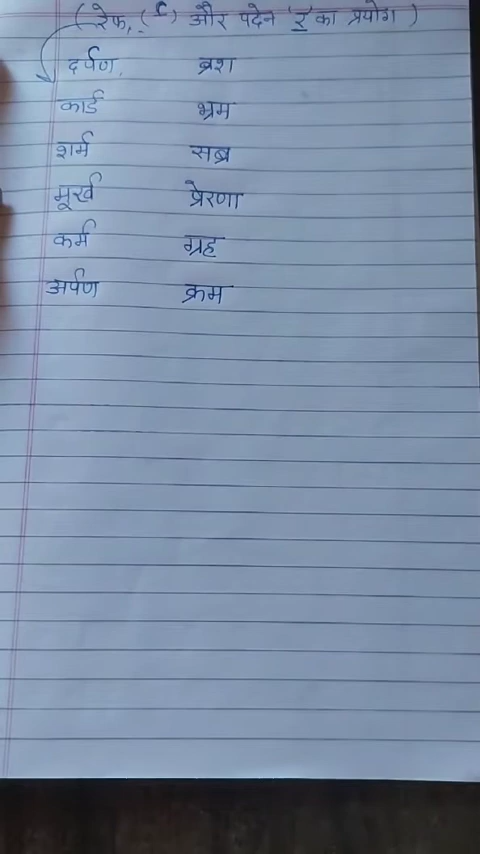 ( रेफ, (र्) और पदेन 'र' का प्रयोग )
दर्पण, ब्रश
कार्ड भ्रम
शर्म सब्र
मूर्ख प्रेरणा
कर्म ग्रह
अर्पण क्रम